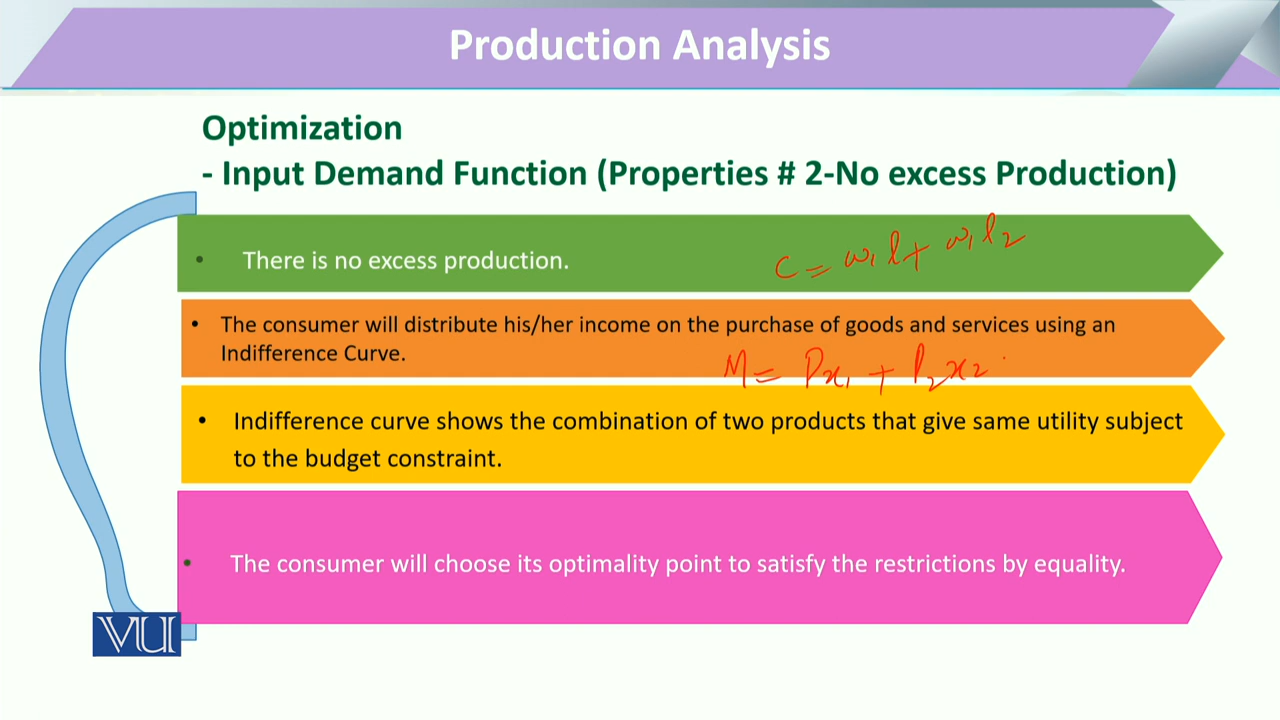 Production Analysis
Optimization
- Input Demand Function (Properties # 2-No excess Production)
• There is no excess production.
C = w₁ l + w₁ l₂
• The consumer will distribute his/her income on the purchase of goods and services using an
Indifference Curve.
M = Px₁ + P₂x₂
• Indifference curve shows the combination of two products that give same utility subject
to the budget constraint.
• The consumer will choose its optimality point to satisfy the restrictions by equality.
VU